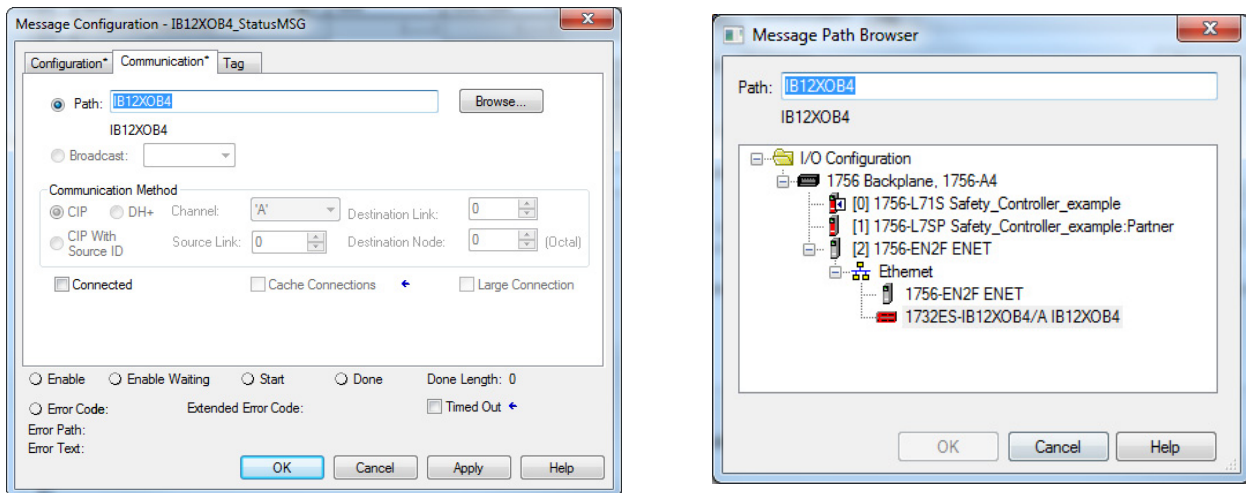 Message Configuration - IB12XOB4_StatusMSG
Configuration* Communication* Tag
Path: IB12XOB4 Browse...
IB12XOB4
Broadcast:
Communication Method
CIP DH+ Channel: 'A' Destination Link: 0
CIP With Source ID Source Link: 0 Destination Node: 0 (Octal)
Connected Cache Connections ← Large Connection
Enable Enable Waiting Start Done Done Length: 0
Error Code: Extended Error Code: Timed Out ←
Error Path:
Error Text:
OK Cancel Apply Help
Message Path Browser
Path: IB12XOB4
IB12XOB4
I/O Configuration
1756 Backplane, 1756-A4
[0] 1756-L71S Safety_Controller_example
[1] 1756-L7SP Safety_Controller_example:Partner
[2] 1756-EN2F ENET
Ethernet
1756-EN2F ENET
1732ES-IB12XOB4/A IB12XOB4
OK Cancel Help